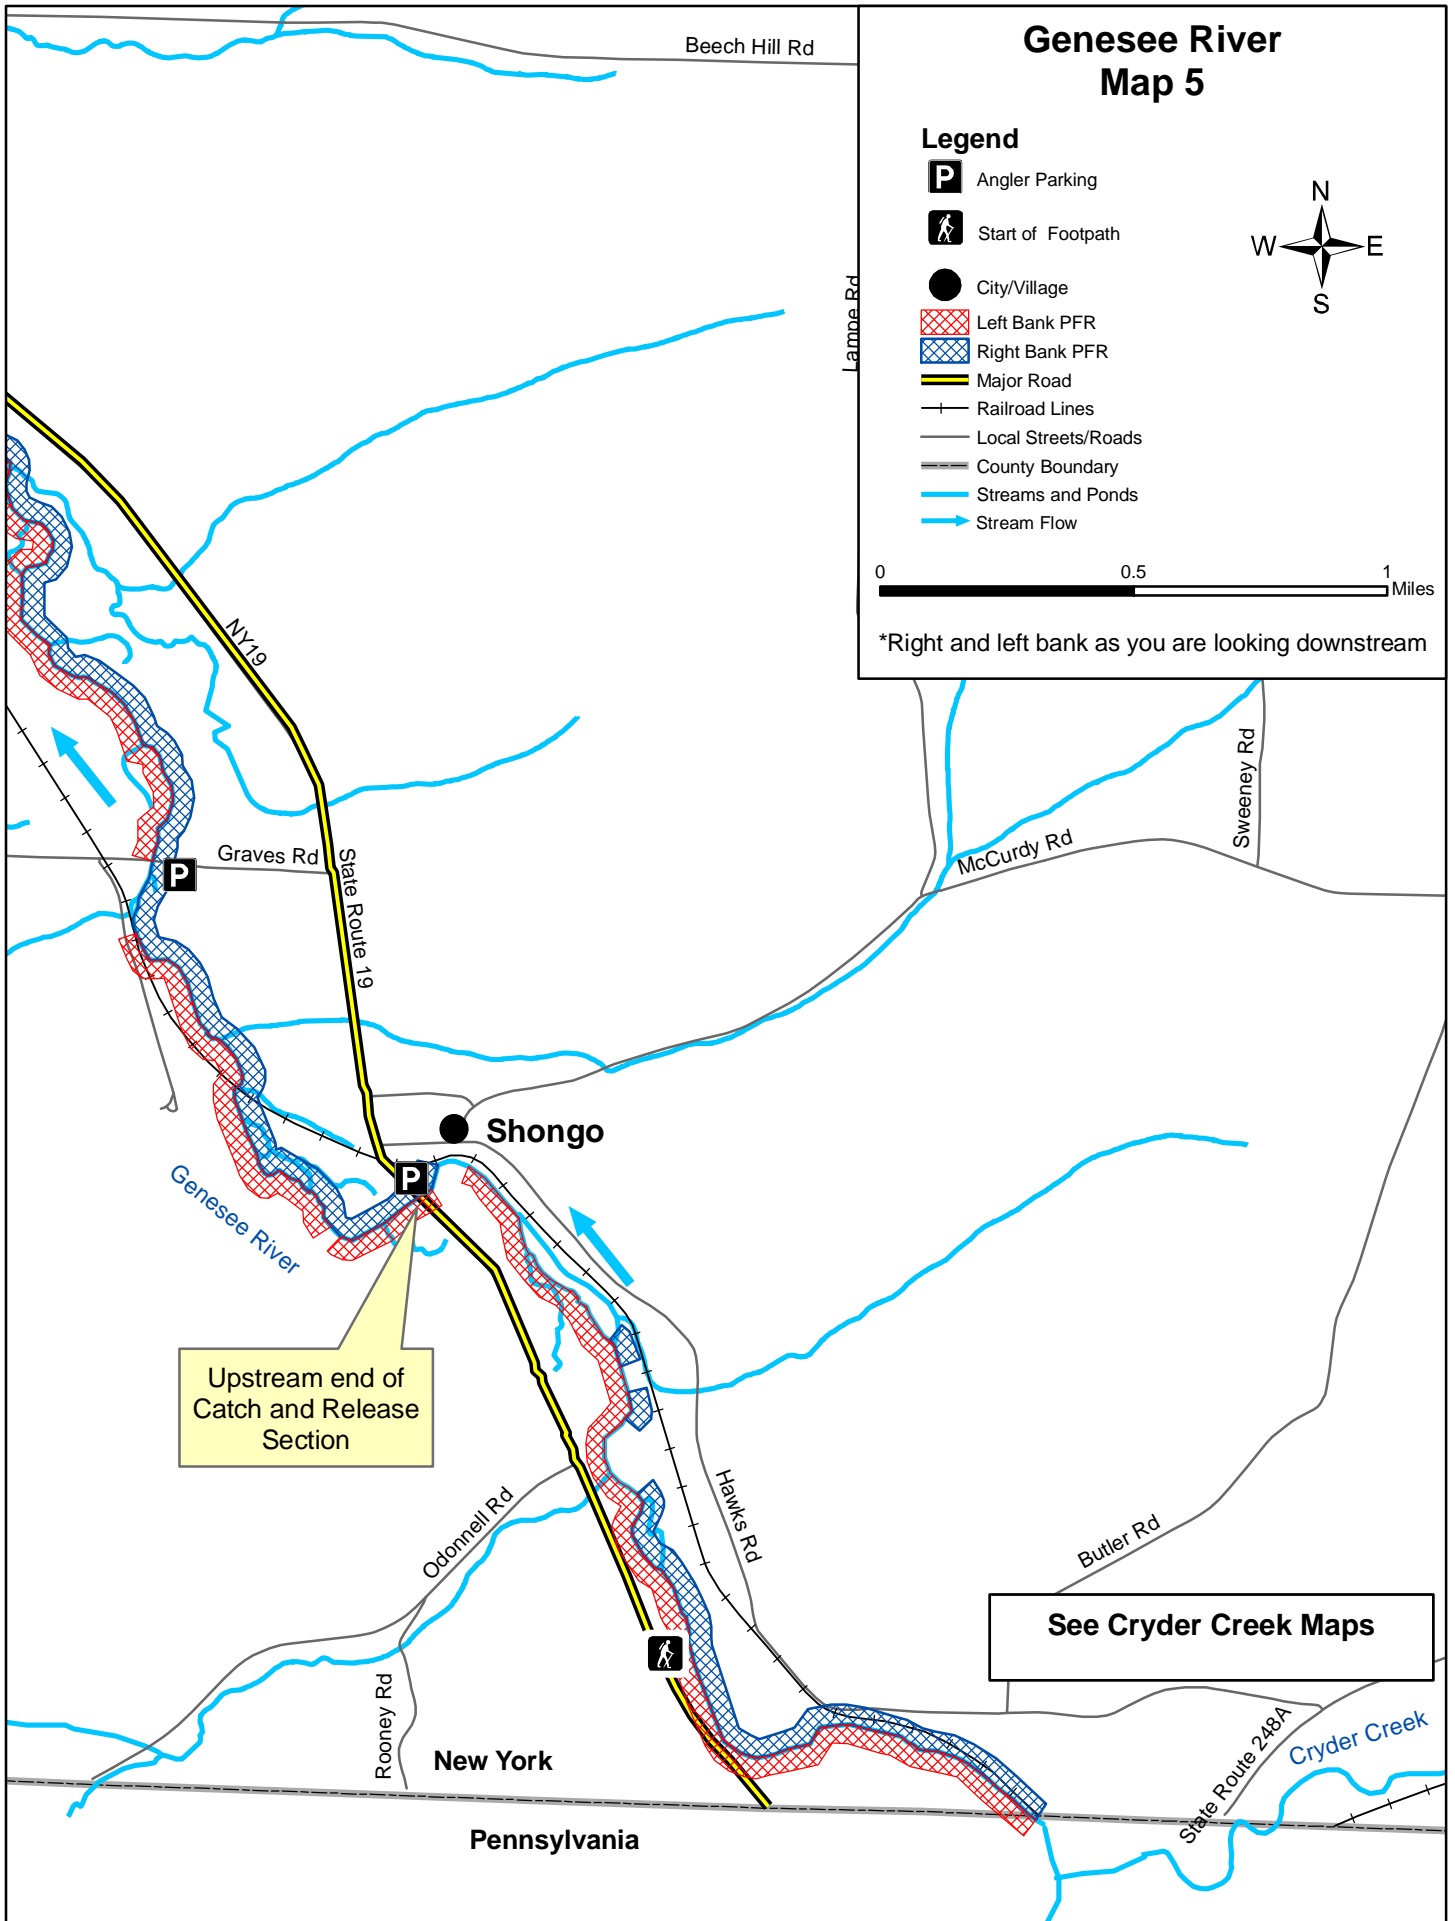 Genesee River
Map 5
Legend
P Angler Parking
Start of Footpath
City/Village
Left Bank PFR
Right Bank PFR
Major Road
Railroad Lines
Local Streets/Roads
County Boundary
Streams and Ponds
Stream Flow
N
W E
S
0 0.5 1
Miles
*Right and left bank as you are looking downstream
Beech Hill Rd
Lampe Rd
NY19
Sweeney Rd
McCurdy Rd
Graves Rd
P
State Route 19
Shongo
P
Genesee River
Upstream end of
Catch and Release
Section
Hawks Rd
Odonnell Rd
Butler Rd
See Cryder Creek Maps
Rooney Rd
New York
State Route 248A
Cryder Creek
Pennsylvania